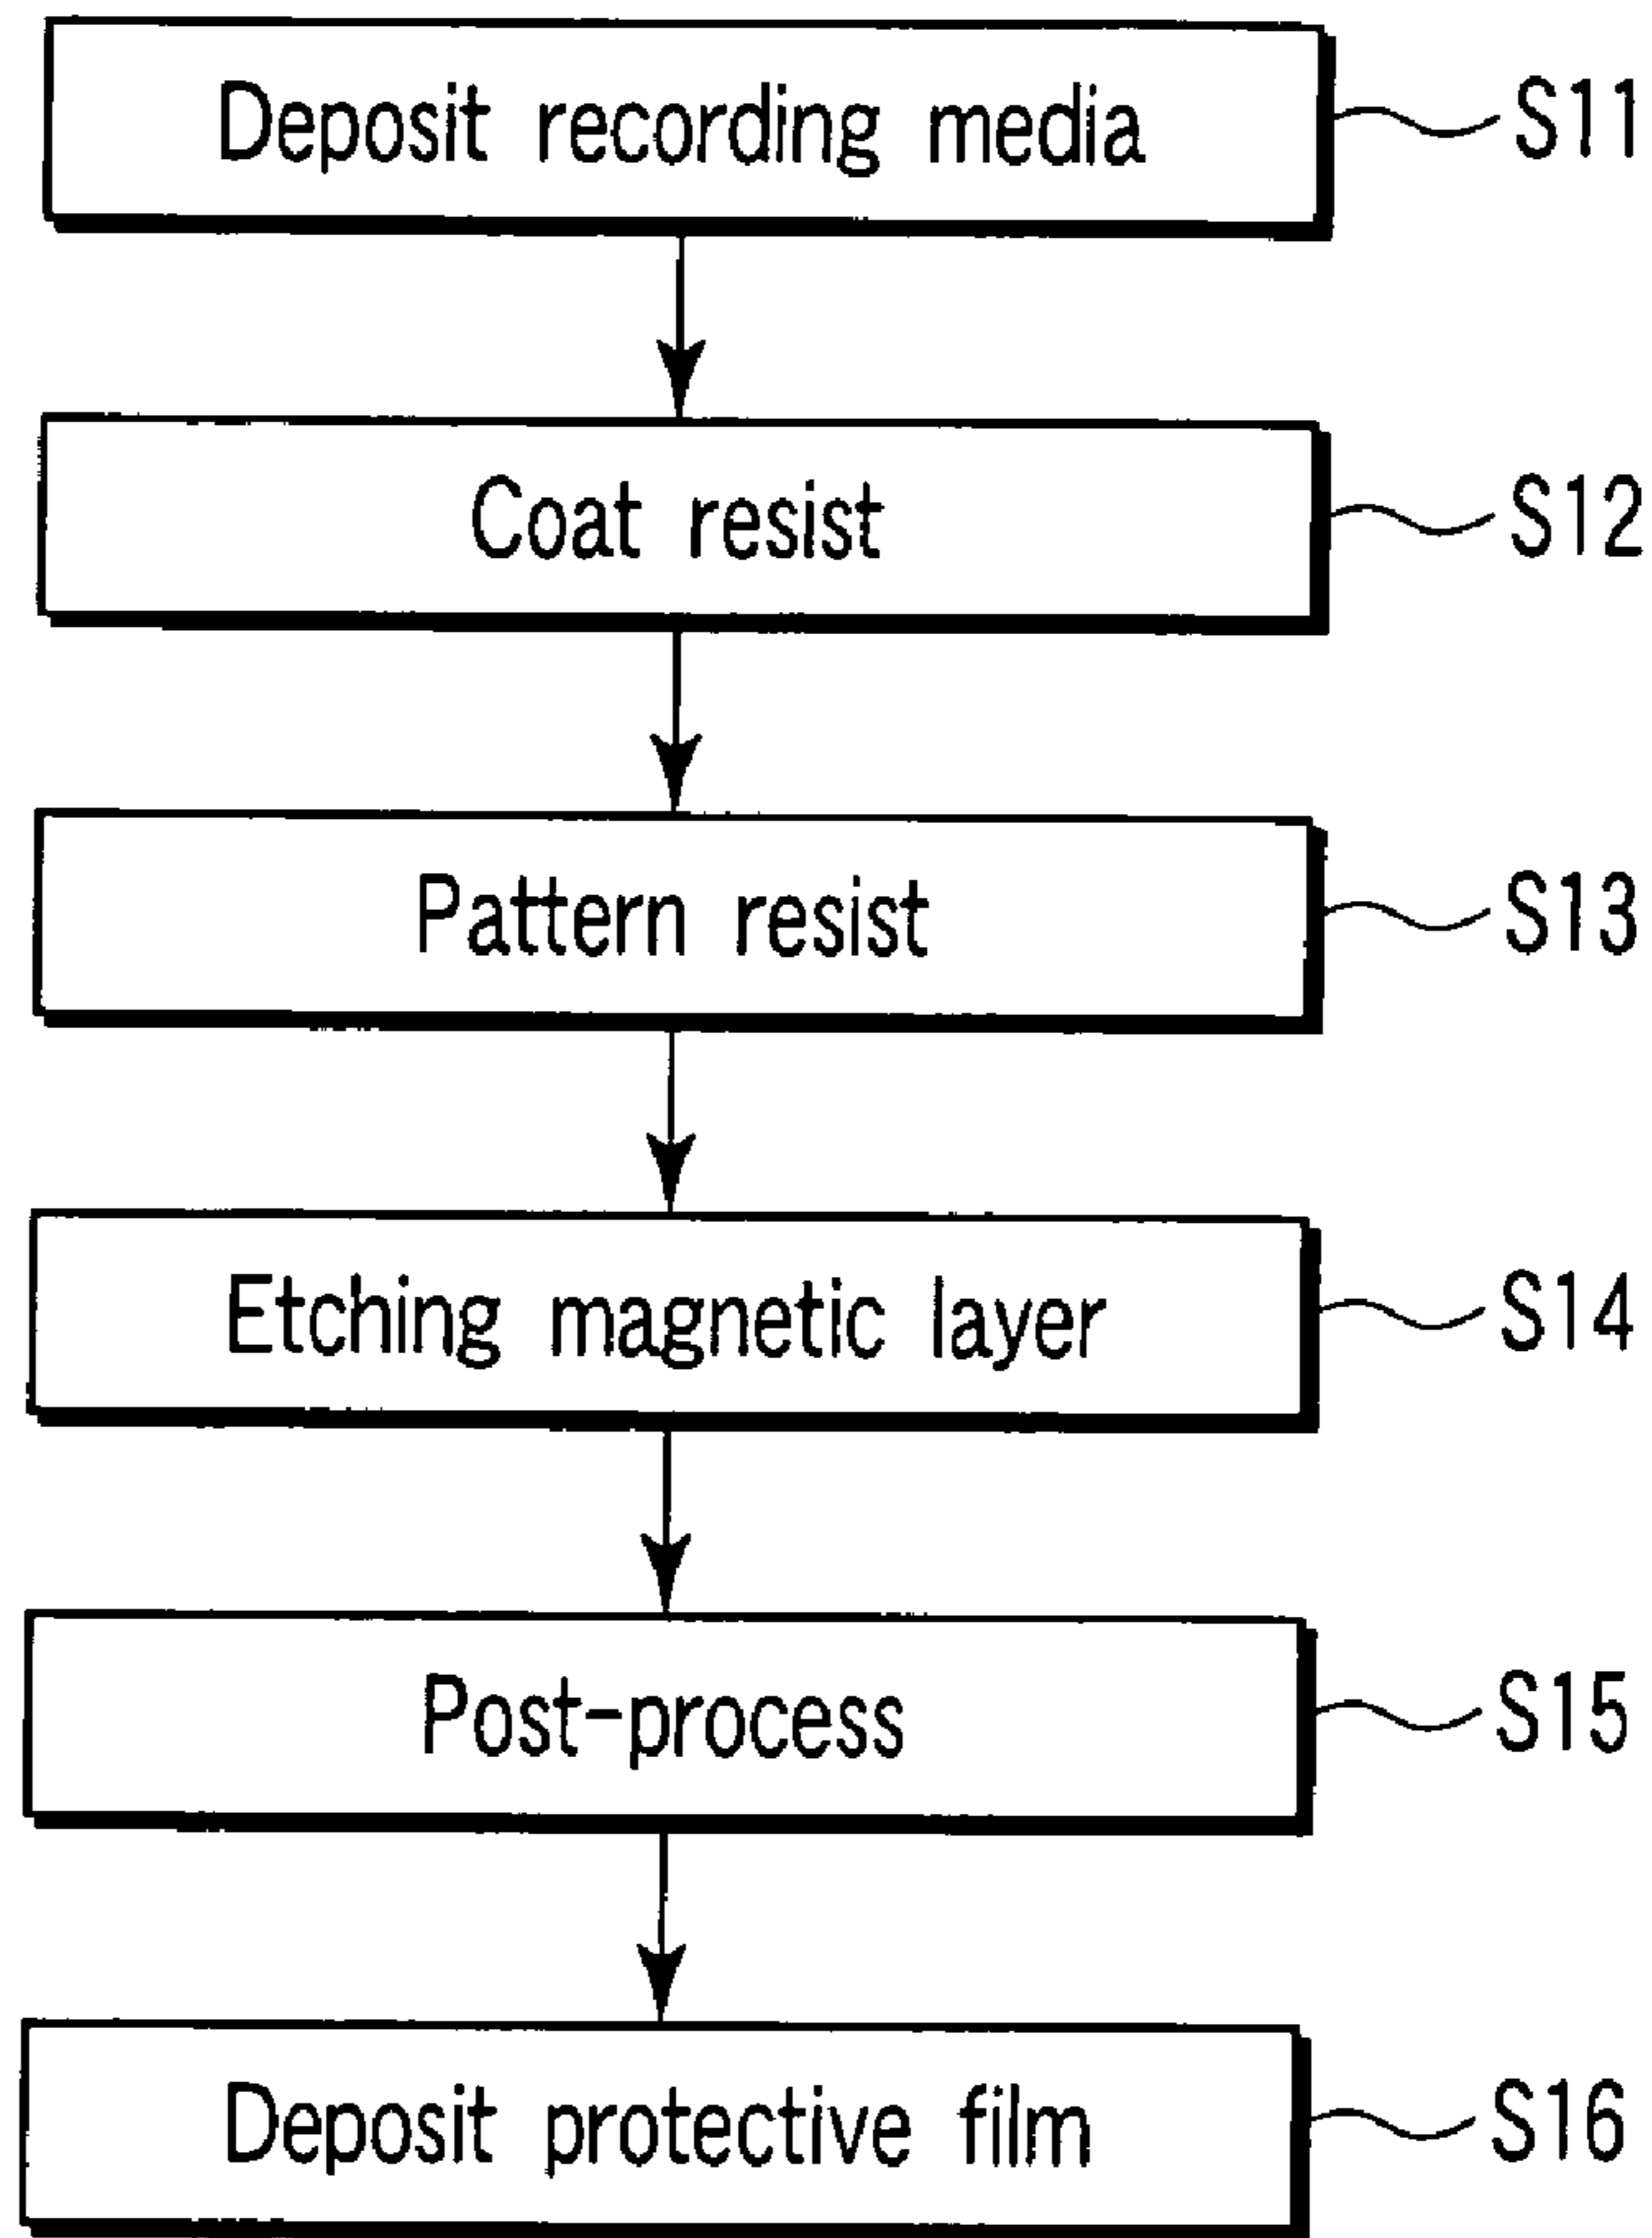 Deposit recording media S11
Coat resist S12
Pattern resist S13
Etching magnetic layer S14
Post-process S15
Deposit protective film S16